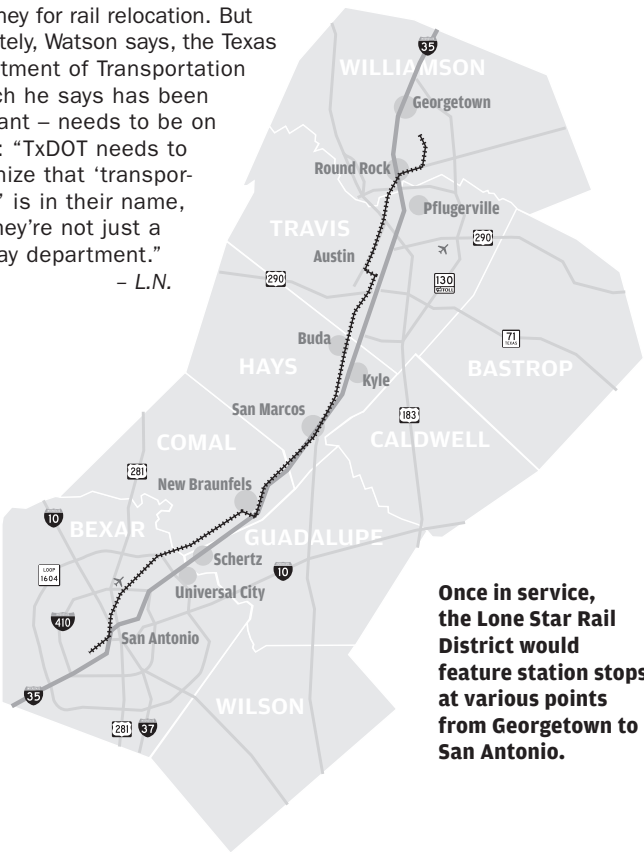 ney for rail relocation. But
tely, Watson says, the Texas
tment of Transportation
ch he says has been
ant – needs to be on
: “TxDOT needs to
nize that ‘transpor-
’ is in their name,
hey’re not just a
ay department.”
– L.N.
35
WILLIAMSON
Georgetown
Round Rock
Pflugerville
TRAVIS
290
Austin
290
130
TOLL
Buda
71
TEXAS
HAYS
Kyle
BASTROP
San Marcos
183
COMAL
CALDWELL
281
New Braunfels
10
BEXAR
GUADALUPE
Schertz
LOOP
1604
10
Universal City
410
San Antonio
35
WILSON
281
37
Once in service,
the Lone Star Rail
District would
feature station stops
at various points
from Georgetown to
San Antonio.